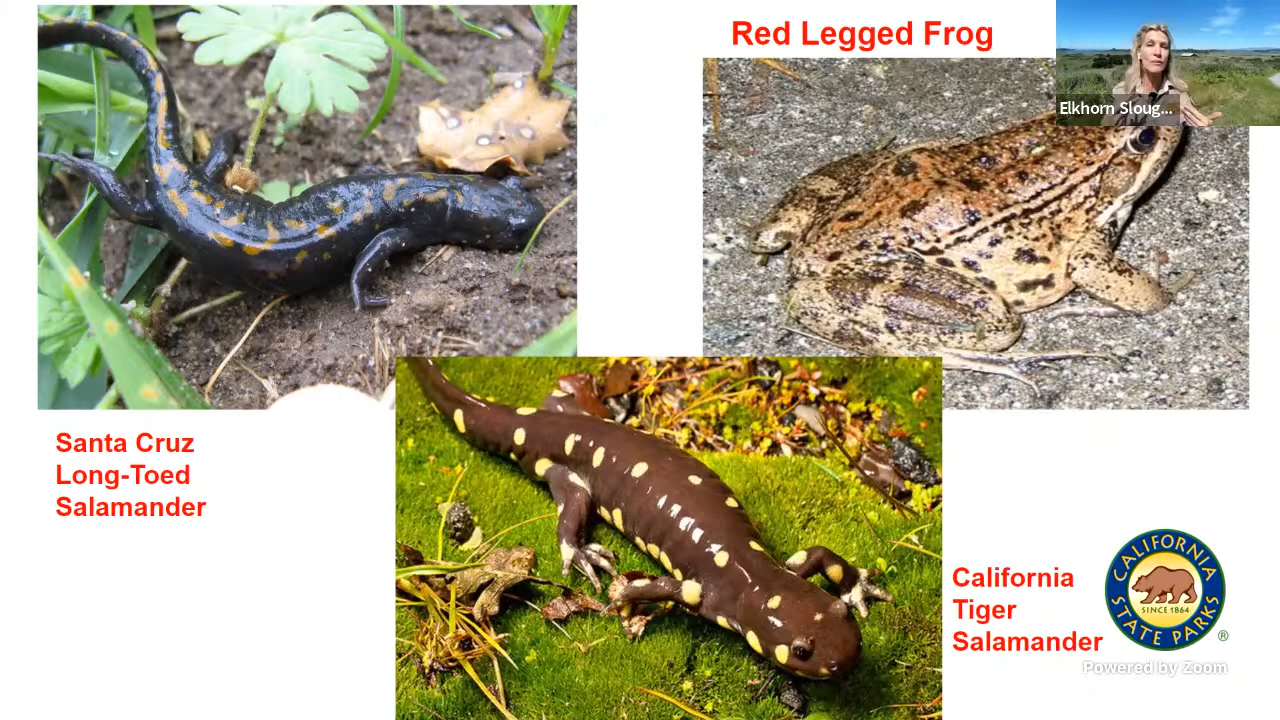 Red Legged Frog
Elkhorn Sloug...
Santa Cruz
Long-Toed
Salamander
California
Tiger
Salamander
CALIFORNIA
SINCE 1864
STATE PARKS
®
Powered by Zoom